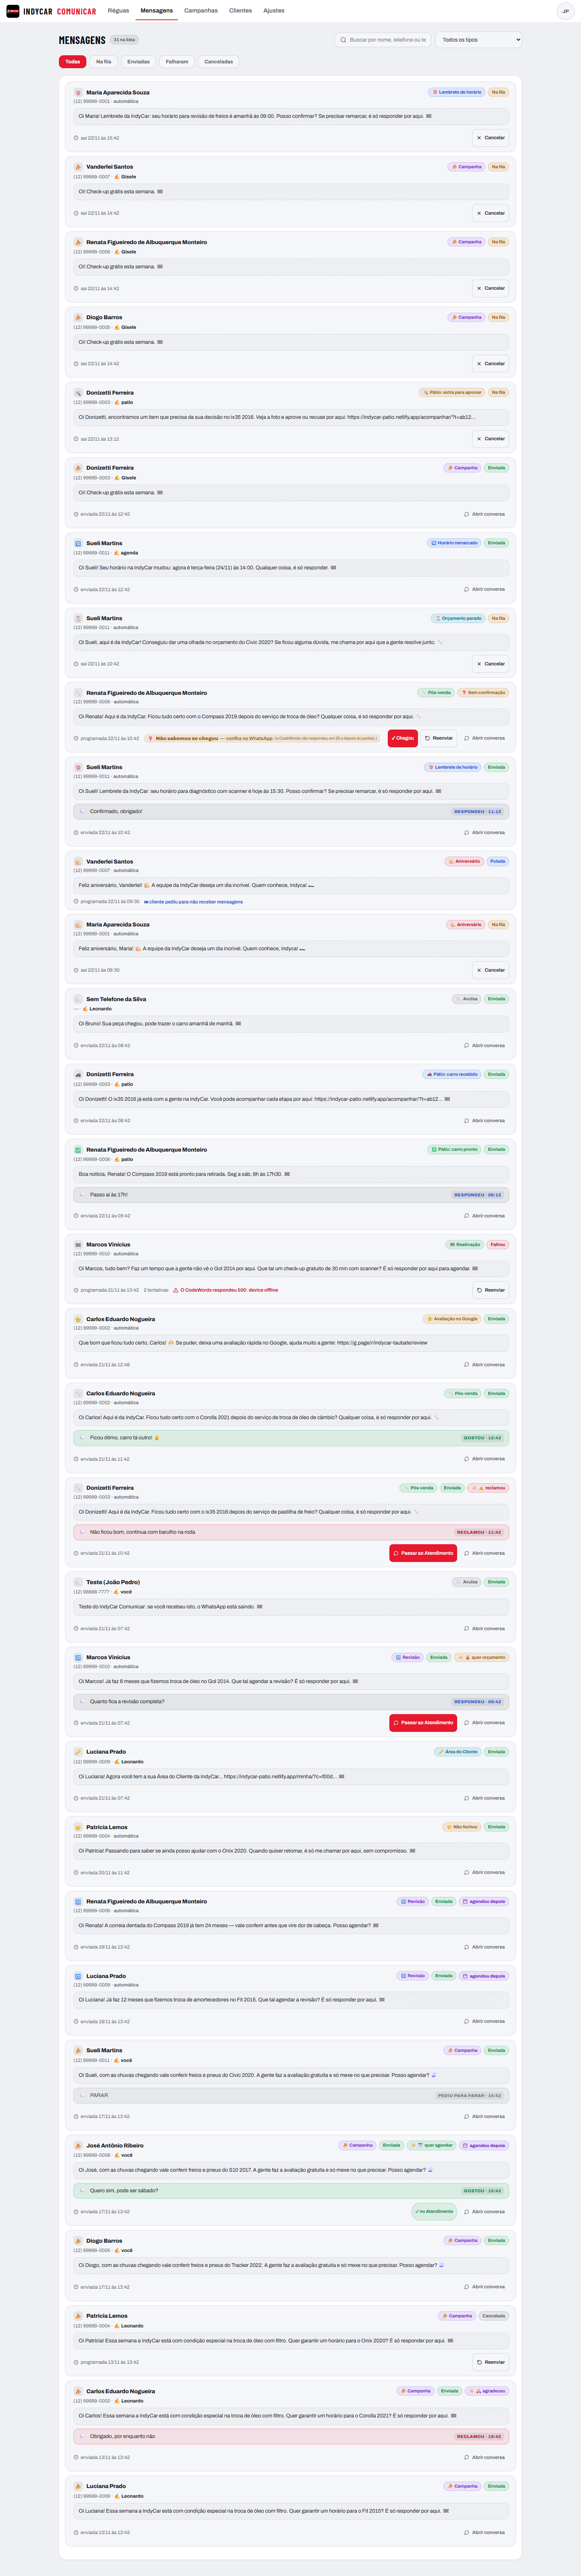 INDYCAR COMUNICAR Réguas Mensagens Campanhas Clientes Ajustes JP
MENSAGENS 31 na lista Buscar por nome, telefone ou te Todos os tipos
Todas Na fila Enviadas Falharam Canceladas
Maria Aparecida Souza Lembrete de horário Na fila
(12) 99999-0001 · automática
Oi Maria! Lembrete da IndyCar: seu horário para revisão de freios é amanhã às 09:00. Posso confirmar? Se precisar remarcar, é só responder por aqui.
sai 22/11 às 15:42 Cancelar
Vanderlei Santos Campanha Na fila
(12) 99999-0007 · Gisele
Oi! Check-up grátis esta semana.
sai 22/11 às 14:42 Cancelar
Renata Figueiredo de Albuquerque Monteiro Campanha Na fila
(12) 99999-0006 · Gisele
Oi! Check-up grátis esta semana.
sai 22/11 às 14:42 Cancelar
Diogo Barros Campanha Na fila
(12) 99999-0005 · Gisele
Oi! Check-up grátis esta semana.
sai 22/11 às 14:42 Cancelar
Donizetti Ferreira Pátio: extra para aprovar Na fila
(12) 99999-0003 · patio
Oi Donizetti, encontramos um item que precisa da sua decisão no ix35 2016. Veja a foto e aprove ou recuse por aqui: https://indycar-patio.netlify.app/acompanhar/?t=ab12...
sai 22/11 às 13:12 Cancelar
Donizetti Ferreira Campanha Enviada
(12) 99999-0003 · Gisele
Oi! Check-up grátis esta semana.
enviada 22/11 às 12:42 Abrir conversa
Sueli Martins Horário remarcado Enviada
(12) 99999-0011 · agenda
Oi Sueli! Seu horário na IndyCar mudou: agora é terça-feira (24/11) às 14:00. Qualquer coisa, é só responder.
enviada 22/11 às 12:42 Abrir conversa
Sueli Martins Orçamento parado Na fila
(12) 99999-0011 · automática
Oi Sueli, aqui é da IndyCar! Conseguiu dar uma olhada no orçamento do Civic 2020? Se ficou alguma dúvida, me chama por aqui que a gente resolve junto.
sai 22/11 às 10:42 Cancelar
Renata Figueiredo de Albuquerque Monteiro Pós-venda Sem confirmação
(12) 99999-0006 · automática
Oi Renata! Aqui é da IndyCar. Ficou tudo certo com o Compass 2019 depois do serviço de troca de óleo? Qualquer coisa, é só responder por aqui.
programada 22/11 às 10:42 Não sabemos se chegou — confira no WhatsApp ✓ Chegou Reenviar Abrir conversa
Sueli Martins Lembrete de horário Enviada
(12) 99999-0011 · automática
Oi Sueli! Lembrete da IndyCar: seu horário para diagnóstico com scanner é hoje às 15:30. Posso confirmar? Se precisar remarcar, é só responder por aqui.
Confirmado, obrigado! RESPONDEU · 11:12
enviada 22/11 às 10:42 Abrir conversa
Vanderlei Santos Aniversário Pulada
(12) 99999-0007 · automática
Feliz aniversário, Vanderlei! A equipe da IndyCar deseja um dia incrível. Quem conhece, Indyca!
programada 22/11 às 09:30 cliente pediu para não receber mensagens
Maria Aparecida Souza Aniversário Na fila
(12) 99999-0001 · automática
Feliz aniversário, Maria! A equipe da IndyCar deseja um dia incrível. Quem conhece, Indyca!
sai 22/11 às 09:30 Cancelar
Sem Telefone da Silva Avulsa Enviada
— · Leonardo
Oi Bruno! Sua peça chegou, pode trazer o carro amanhã de manhã.
enviada 22/11 às 08:42 Abrir conversa
Donizetti Ferreira Pátio: carro recebido Enviada
(12) 99999-0003 · patio
Oi Donizetti! O ix35 2016 já está com a gente na IndyCar. Você pode acompanhar cada etapa por aqui: https://indycar-patio.netlify.app/acompanhar/?t=ab12...
enviada 22/11 às 08:42 Abrir conversa
Renata Figueiredo de Albuquerque Monteiro Pátio: carro pronto Enviada
(12) 99999-0006 · patio
Boa notícia, Renata! O Compass 2019 está pronto para retirada. Seg a sáb, 8h às 17h30.
Passo aí às 17h! RESPONDEU · 06:12
enviada 22/11 às 05:42 Abrir conversa
Marcos Vinícius Reativação Falhou
(12) 99999-0010 · automática
Oi Marcos, tudo bem? Faz um tempo que a gente não vê o Gol 2014 por aqui. Que tal um check-up gratuito de 30 min com scanner? É só responder por aqui para agendar.
programada 21/11 às 13:42 2 tentativas O CodeWords respondeu 500: device offline Reenviar
Carlos Eduardo Nogueira Avaliação no Google Enviada
(12) 99999-0002 · automática
Que bom que ficou tudo certo, Carlos! Se puder, deixa uma avaliação rápida no Google, ajuda muito a gente: https://g.page/r/indycar-taubate/review
enviada 21/11 às 12:48 Abrir conversa
Carlos Eduardo Nogueira Pós-venda Enviada
(12) 99999-0002 · automática
Oi Carlos! Aqui é da IndyCar. Ficou tudo certo com o Corolla 2021 depois do serviço de troca de óleo de câmbio? Qualquer coisa, é só responder por aqui.
Ficou ótimo, carro tá outro! GOSTOU · 12:42
enviada 21/11 às 11:42 Abrir conversa
Donizetti Ferreira Pós-venda Enviada reclamou
(12) 99999-0003 · automática
Oi Donizetti! Aqui é da IndyCar. Ficou tudo certo com o ix35 2016 depois do serviço de pastilha de freio? Qualquer coisa, é só responder por aqui.
Não ficou bom, continua com barulho na roda RECLAMOU · 11:42
enviada 21/11 às 10:42 Passar ao Atendimento Abrir conversa
Teste (João Pedro) Avulsa Enviada
(12) 98888-7777 · você
Teste do IndyCar Comunicar: se você recebeu isto, o WhatsApp está saindo.
enviada 21/11 às 07:42 Abrir conversa
Marcos Vinícius Revisão Enviada quer orçamento
(12) 99999-0010 · automática
Oi Marcos! Já faz 6 meses que fizemos troca de óleo no Gol 2014. Que tal agendar a revisão? É só responder por aqui.
Quanto fica a revisão completa? RESPONDEU · 09:42
enviada 21/11 às 07:42 Passar ao Atendimento Abrir conversa
Luciana Prado Área do Cliente Enviada
(12) 99999-0009 · Leonardo
Oi Luciana! Agora você tem a sua Área do Cliente da IndyCar... https://indycar-patio.netlify.app/minha/?c=f00d...
enviada 21/11 às 07:42 Abrir conversa
Patrícia Lemos Não fechou Enviada
(12) 99999-0004 · automática
Oi Patrícia! Passando para saber se ainda posso ajudar com o Onix 2020. Quando quiser retomar, é só me chamar por aqui, sem compromisso.
enviada 20/11 às 11:42 Abrir conversa
Renata Figueiredo de Albuquerque Monteiro Revisão Enviada agendou depois
(12) 99999-0006 · automática
Oi Renata! A correia dentada do Compass 2019 já tem 24 meses — vale conferir antes que vire dor de cabeça. Posso agendar?
enviada 19/11 às 13:42 Abrir conversa
Luciana Prado Revisão Enviada agendou depois
(12) 99999-0009 · automática
Oi Luciana! Já faz 12 meses que fizemos troca de amortecedores no Fit 2015. Que tal agendar a revisão? É só responder por aqui.
enviada 18/11 às 13:42 Abrir conversa
Sueli Martins Campanha Enviada
(12) 99999-0011 · você
Oi Sueli, com as chuvas chegando vale conferir freios e pneus do Civic 2020. A gente faz a avaliação gratuita e só mexe no que precisar. Posso agendar?
PARAR PEDIU PARA PARAR · 14:42
enviada 17/11 às 13:42 Abrir conversa
José Antônio Ribeiro Campanha Enviada quer agendar agendou depois
(12) 99999-0008 · você
Oi José, com as chuvas chegando vale conferir freios e pneus do S10 2017. A gente faz a avaliação gratuita e só mexe no que precisar. Posso agendar?
Quero sim, pode ser sábado? GOSTOU · 15:42
enviada 17/11 às 13:42 ✓ no Atendimento Abrir conversa
Diogo Barros Campanha Enviada
(12) 99999-0005 · você
Oi Diogo, com as chuvas chegando vale conferir freios e pneus do Tracker 2022. A gente faz a avaliação gratuita e só mexe no que precisar. Posso agendar?
enviada 17/11 às 13:42 Abrir conversa
Patrícia Lemos Campanha Cancelada
(12) 99999-0004 · Leonardo
Oi Patrícia! Essa semana a IndyCar está com condição especial na troca de óleo com filtro. Quer garantir um horário para o Onix 2020? É só responder por aqui.
programada 13/11 às 13:42 Reenviar
Carlos Eduardo Nogueira Campanha Enviada agradeceu
(12) 99999-0002 · Leonardo
Oi Carlos! Essa semana a IndyCar está com condição especial na troca de óleo com filtro. Quer garantir um horário para o Corolla 2021? É só responder por aqui.
Obrigado, por enquanto não RECLAMOU · 19:42
enviada 13/11 às 13:42 Abrir conversa
Luciana Prado Campanha Enviada
(12) 99999-0009 · Leonardo
Oi Luciana! Essa semana a IndyCar está com condição especial na troca de óleo com filtro. Quer garantir um horário para o Fit 2015? É só responder por aqui.
enviada 13/11 às 13:42 Abrir conversa